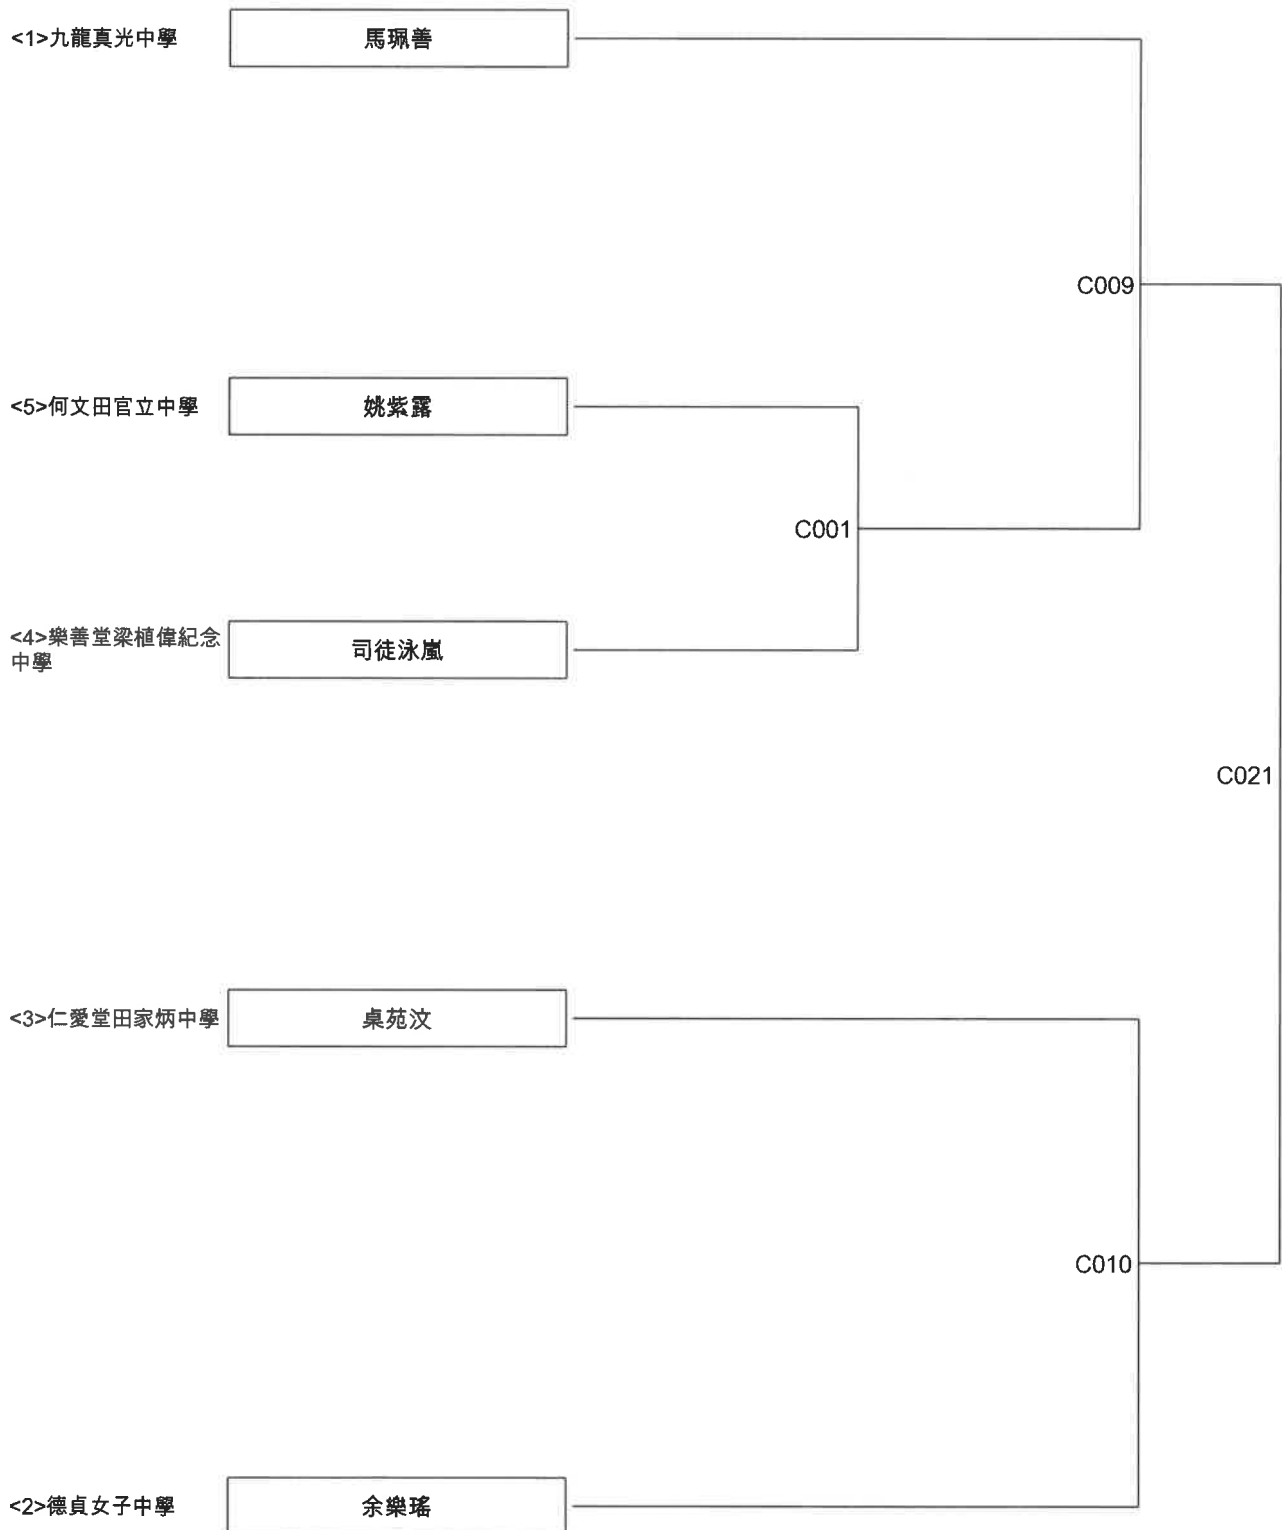 <1>九龍真光中學
馬珮善
C009
<5>何文田官立中學
姚紫露
C001
<4>樂善堂梁植偉紀念
中學
司徒泳嵐
C021
<3>仁愛堂田家炳中學
桌苑汶
C010
<2>德貞女子中學
余樂瑤